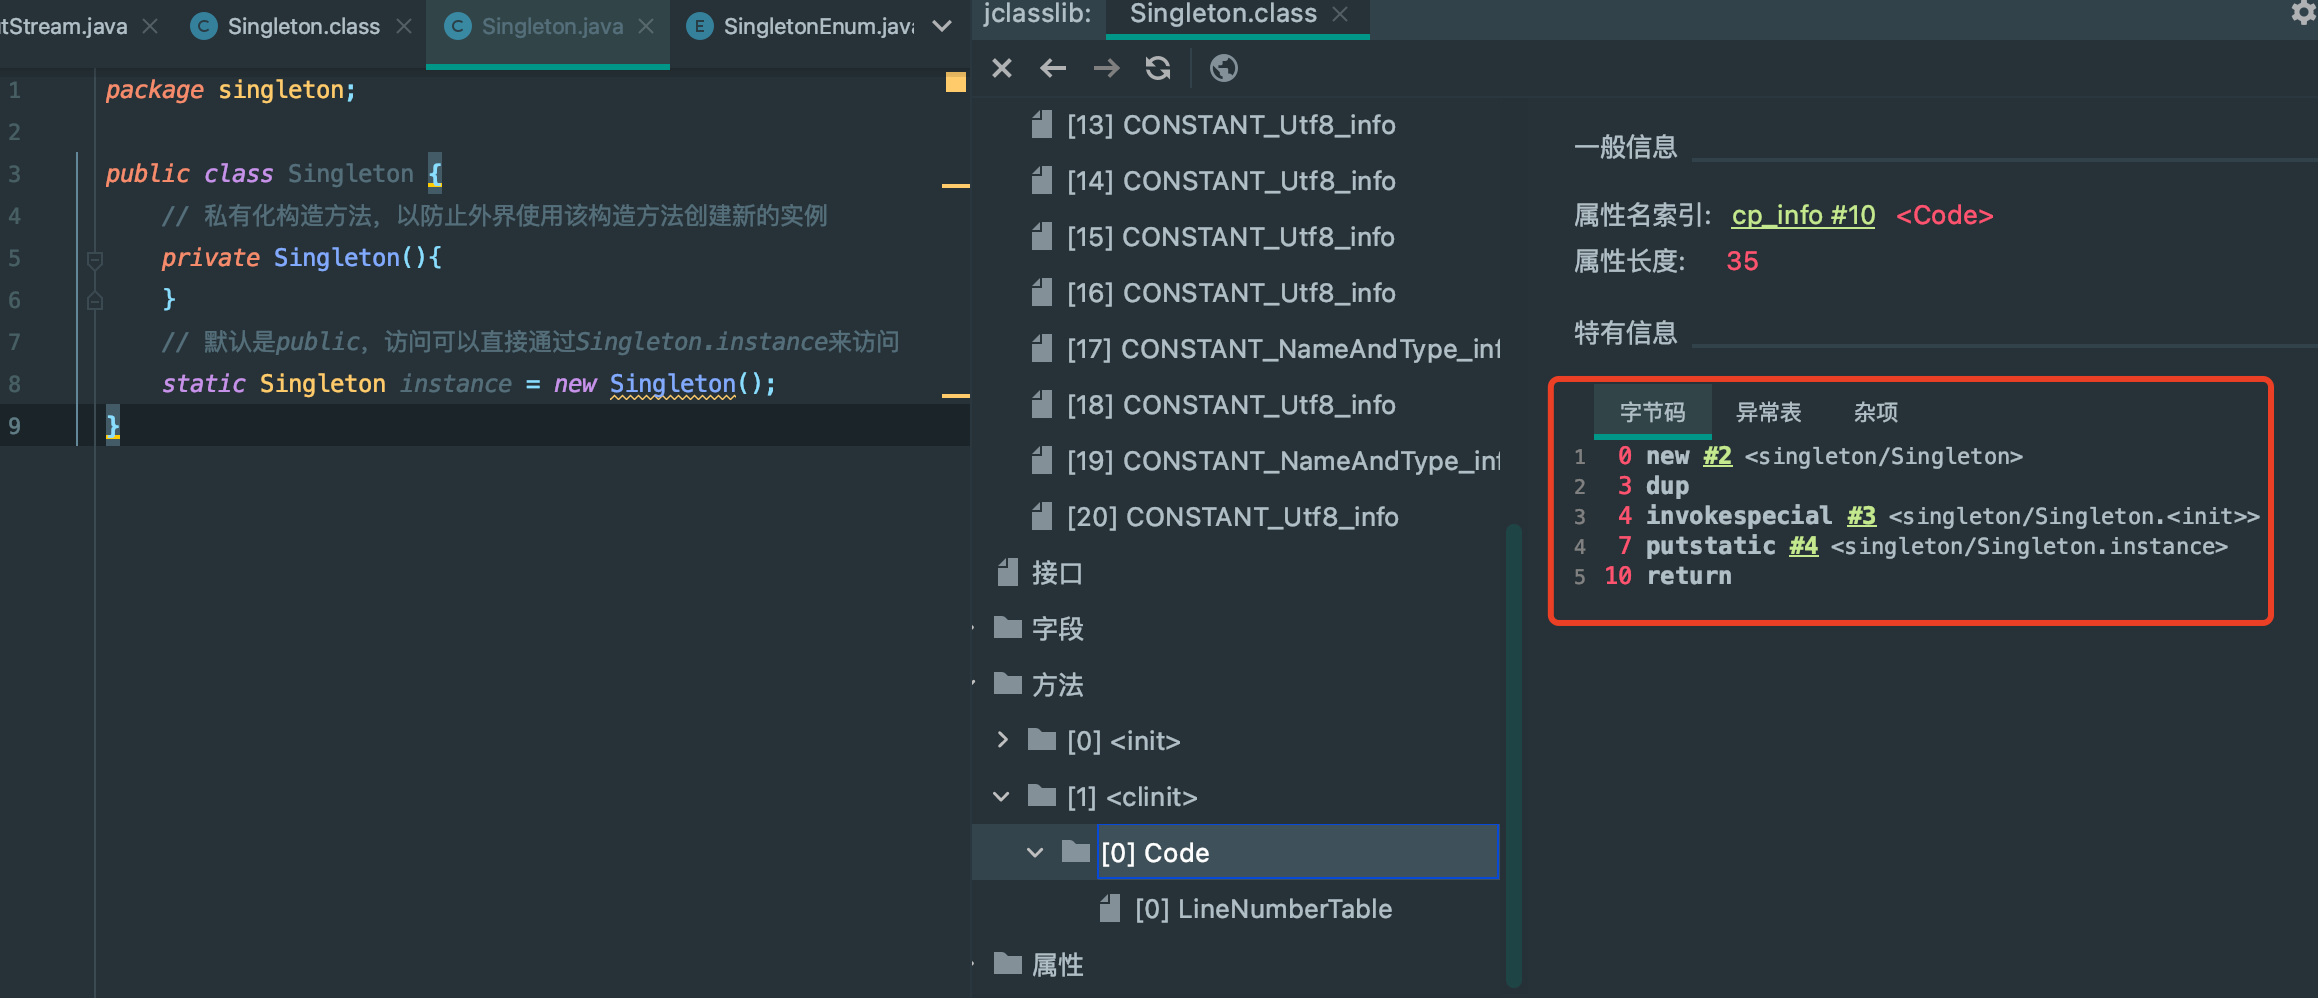 tStream.java
Singleton.class
Singleton.java
SingletonEnum.java
1 package singleton;
2
3 public class Singleton {
4 // 私有化构造方法，以防止外界使用该构造方法创建新的实例
5 private Singleton(){
6 }
7 // 默认是public，访问可以直接通过Singleton.instance来访问
8 static Singleton instance = new Singleton();
9 }
jclasslib: Singleton.class
[13] CONSTANT_Utf8_info
[14] CONSTANT_Utf8_info
[15] CONSTANT_Utf8_info
[16] CONSTANT_Utf8_info
[17] CONSTANT_NameAndType_inf
[18] CONSTANT_Utf8_info
[19] CONSTANT_NameAndType_inf
[20] CONSTANT_Utf8_info
接口
字段
方法
[0] <init>
[1] <clinit>
[0] Code
[0] LineNumberTable
属性
一般信息
属性名索引: cp_info #10 <Code>
属性长度: 35
特有信息
字节码 异常表 杂项
1 0 new #2 <singleton/Singleton>
2 3 dup
3 4 invokespecial #3 <singleton/Singleton.<init>>
4 7 putstatic #4 <singleton/Singleton.instance>
5 10 return